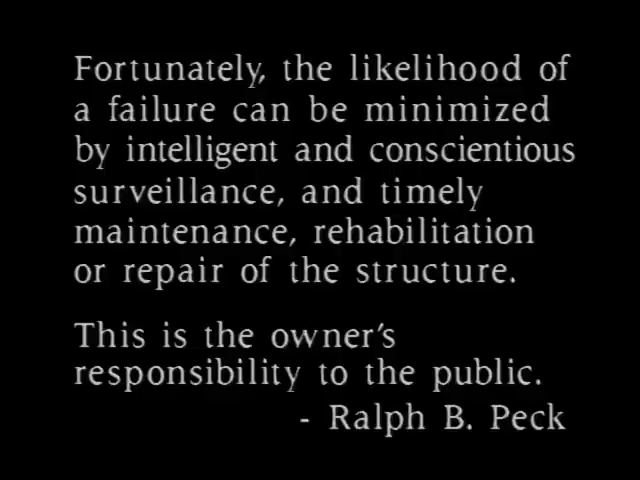 Fortunately, the likelihood of
a failure can be minimized
by intelligent and conscientious
surveillance, and timely
maintenance, rehabilitation
or repair of the structure.
This is the owner's
responsibility to the public.
- Ralph B. Peck